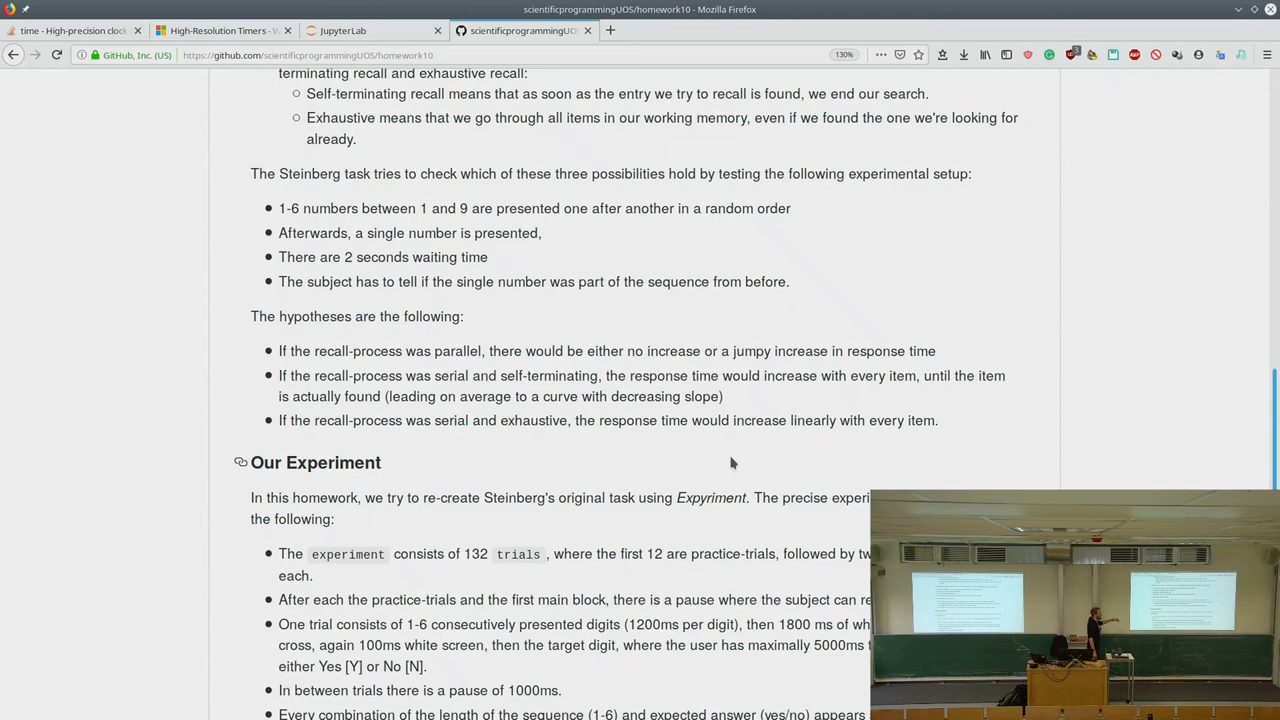 scientificprogrammingUOS/homework10 - Mozilla Firefox
time - High-precision clock
High-Resolution Timers - W
JupyterLab
scientificprogrammingUOS/
GitHub, Inc. (US)
https://github.com/scientificprogrammingUOS/homework10
130%
terminating recall and exhaustive recall:
Self-terminating recall means that as soon as the entry we try to recall is found, we end our search.
Exhaustive means that we go through all items in our working memory, even if we found the one we're looking for
already.
The Steinberg task tries to check which of these three possibilities hold by testing the following experimental setup:
1-6 numbers between 1 and 9 are presented one after another in a random order
Afterwards, a single number is presented,
There are 2 seconds waiting time
The subject has to tell if the single number was part of the sequence from before.
The hypotheses are the following:
If the recall-process was parallel, there would be either no increase or a jumpy increase in response time
If the recall-process was serial and self-terminating, the response time would increase with every item, until the item
is actually found (leading on average to a curve with decreasing slope)
If the recall-process was serial and exhaustive, the response time would increase linearly with every item.
Our Experiment
In this homework, we try to re-create Steinberg's original task using Expyriment. The precise experi
the following:
The experiment consists of 132 trials, where the first 12 are practice-trials, followed by tw
each.
After each the practice-trials and the first main block, there is a pause where the subject can re
One trial consists of 1-6 consecutively presented digits (1200ms per digit), then 1800 ms of wh
cross, again 100ms white screen, then the target digit, where the user has maximally 5000ms t
either Yes [Y] or No [N].
In between trials there is a pause of 1000ms.
Every combination of the length of the sequence (1-6) and expected answer (yes/no) appears